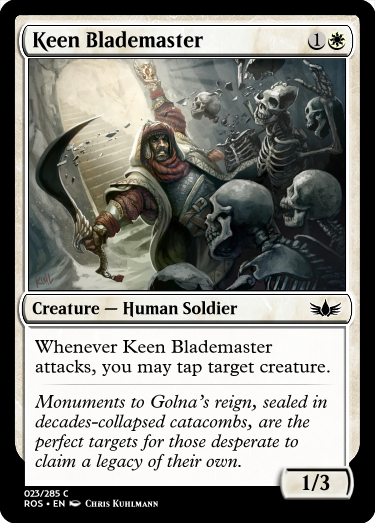 Keen Blademaster
1
Creature — Human Soldier
Whenever Keen Blademaster
attacks, you may tap target creature.
Monuments to Golna's reign, sealed in
decades-collapsed catacombs, are the
perfect targets for those desperate to
claim a legacy of their own.
1/3
023/285 C
ROS • EN Chris Kuhlmann